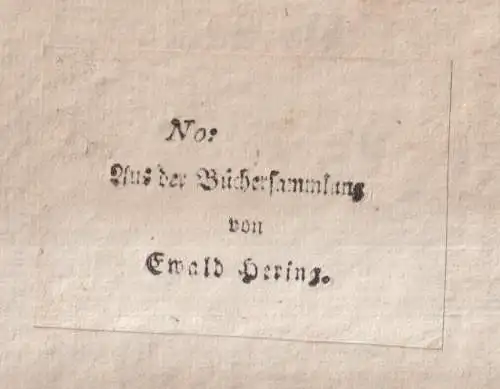 No:
Aus der Büchersammlung
von
Ewald Hering.